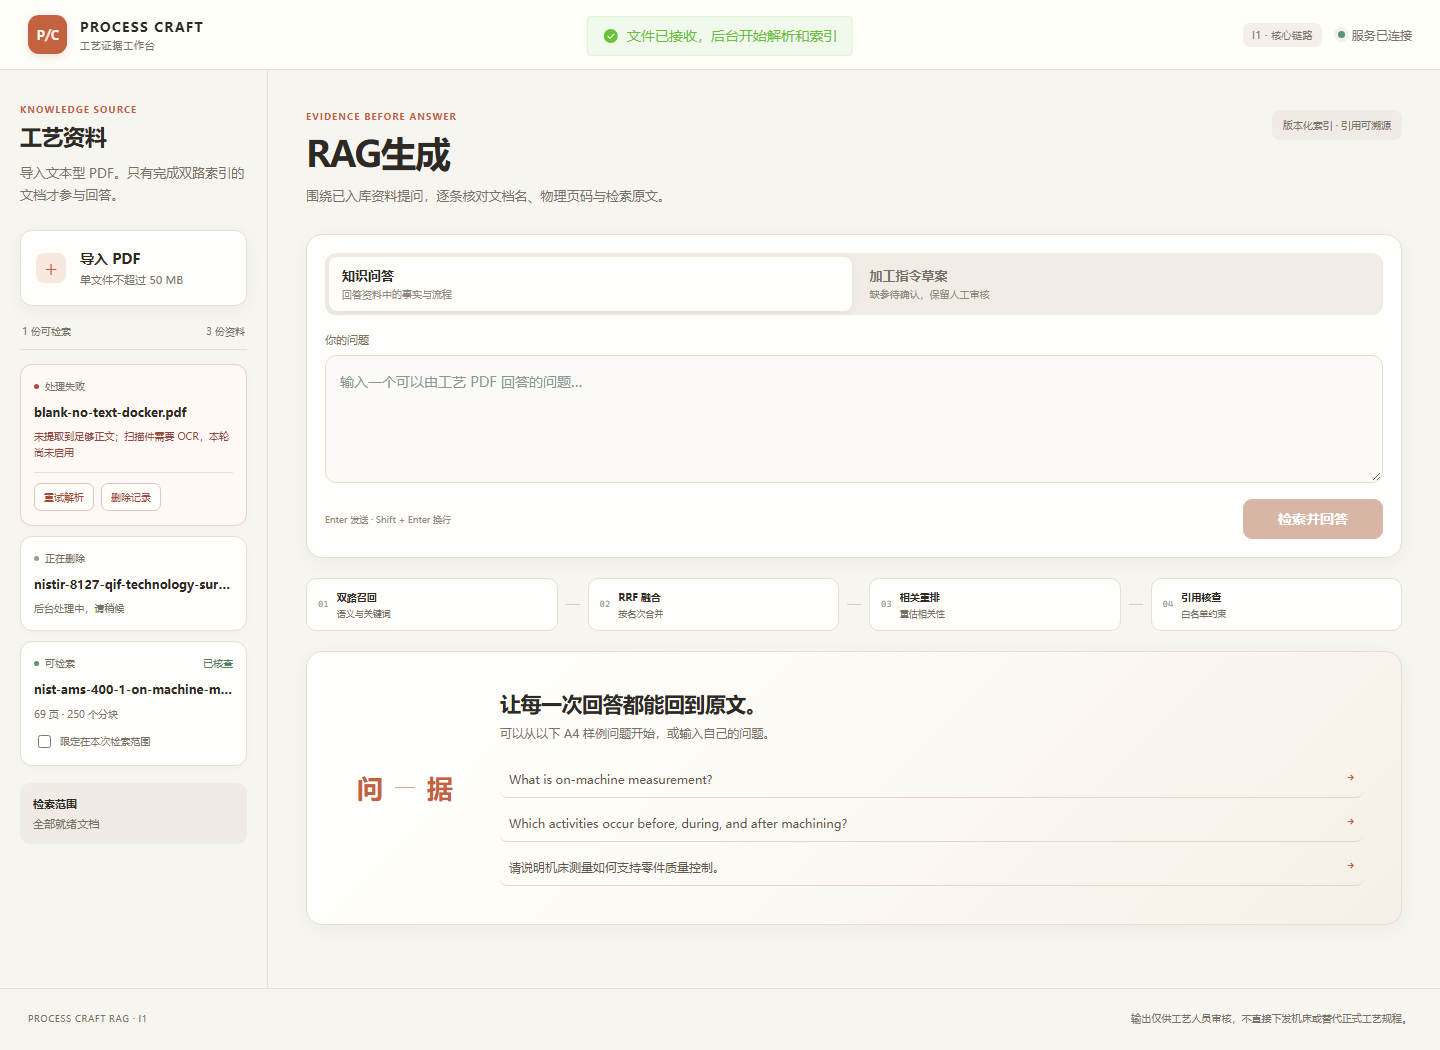 P/C
PROCESS CRAFT
工艺证据工作台
文件已接收，后台开始解析和索引
I1 · 核心链路
服务已连接
KNOWLEDGE SOURCE
工艺资料
导入文本型 PDF。只有完成双路索引的
文档才参与回答。
+
导入 PDF
单文件不超过 50 MB
1 份可检索
3 份资料
处理失败
blank-no-text-docker.pdf
未提取到足够正文；扫描件需要 OCR，本轮
尚未启用
重试解析
删除记录
正在删除
nistir-8127-qif-technology-sur...
后台处理中，请稍候
可检索
已核查
nist-ams-400-1-on-machine-m...
69 页 · 250 个分块
限定在本次检索范围
检索范围
全部就绪文档
EVIDENCE BEFORE ANSWER
RAG生成
围绕已入库资料提问，逐条核对文档名、物理页码与检索原文。
版本化索引 · 引用可溯源
知识问答
回答资料中的事实与流程
加工指令草案
缺参待确认，保留人工审核
你的问题
输入一个可以由工艺 PDF 回答的问题...
Enter 发送 · Shift + Enter 换行
检索并回答
01 双路召回
语义与关键词
02 RRF 融合
按名次合并
03 相关重排
重估相关性
04 引用核查
白名单约束
问 — 据
让每一次回答都能回到原文。
可以从以下 A4 样例问题开始，或输入自己的问题。
What is on-machine measurement? →
Which activities occur before, during, and after machining? →
请说明机床测量如何支持零件质量控制。 →
PROCESS CRAFT RAG · I1
输出仅供工艺人员审核，不直接下发机床或替代正式工艺规程。